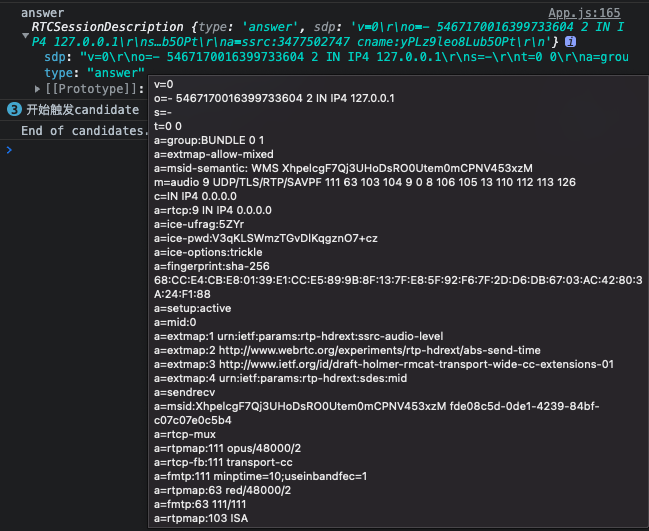 answer
App.js:165
RTCSessionDescription {type: 'answer', sdp: 'v=0\r\no=- 5467170016399733604 2 IN I
P4 127.0.0.1\r\ns…b5OPt\r\na=ssrc:3477502747 cname:yPLz9leo8Lub5OPt\r\n'} i
sdp: "v=0\r\no=- 5467170016399733604 2 IN IP4 127.0.0.1\r\ns=-\r\nt=0 0\r\na=grou
type: "answer"
[[Prototype]]:
3 开始触发candidate
End of candidates.
v=0
o=- 5467170016399733604 2 IN IP4 127.0.0.1
s=-
t=0 0
a=group:BUNDLE 0 1
a=extmap-allow-mixed
a=msid-semantic: WMS XhpelcgF7Qj3UHoDsRO0Utem0mCPNV453xzM
m=audio 9 UDP/TLS/RTP/SAVPF 111 63 103 104 9 0 8 106 105 13 110 112 113 126
c=IN IP4 0.0.0.0
a=rtcp:9 IN IP4 0.0.0.0
a=ice-ufrag:5ZYr
a=ice-pwd:V3qKLSWmzTGvDlKqgznO7+cz
a=ice-options:trickle
a=fingerprint:sha-256
68:CC:E4:CB:E8:01:39:E1:CC:E5:89:9B:8F:13:7F:E8:5F:92:F6:7F:2D:D6:DB:67:03:AC:42:80:3
A:24:F1:88
a=setup:active
a=mid:0
a=extmap:1 urn:ietf:params:rtp-hdrext:ssrc-audio-level
a=extmap:2 http://www.webrtc.org/experiments/rtp-hdrext/abs-send-time
a=extmap:3 http://www.ietf.org/id/draft-holmer-rmcat-transport-wide-cc-extensions-01
a=extmap:4 urn:ietf:params:rtp-hdrext:sdes:mid
a=sendrecv
a=msid:XhpelcgF7Qj3UHoDsRO0Utem0mCPNV453xzM fde08c5d-0de1-4239-84bf-
c07c07e0c5b4
a=rtcp-mux
a=rtpmap:111 opus/48000/2
a=rtcp-fb:111 transport-cc
a=fmtp:111 minptime=10;useinbandfec=1
a=rtpmap:63 red/48000/2
a=fmtp:63 111/111
a=rtpmap:103 ISA